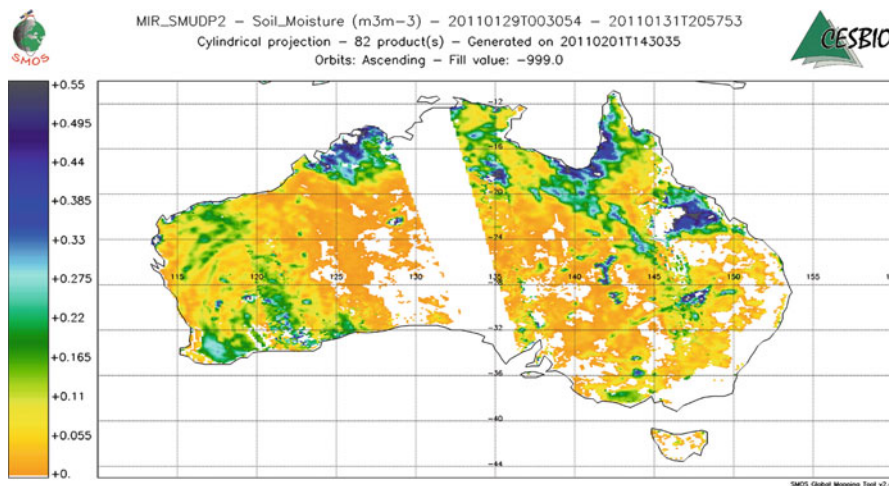 MIR_SMUDP2 - Soil_Moisture (m3m-3) - 20110129T003054 - 20110131T205753
Cylindrical projection - 82 product(s) - Generated on 20110201T143035
Orbits: Ascending - Fill value: -999.0
SMOS
CESBIO
+0.55
+0.495
+0.44
+0.385
+0.33
+0.275
+0.22
+0.165
+0.11
+0.055
+0.
-12
-16
-20
-24
115 120 125 130 135 140 145 150 155
-28
-32
-36
-40
-44
SMOS Global Mapping Tool